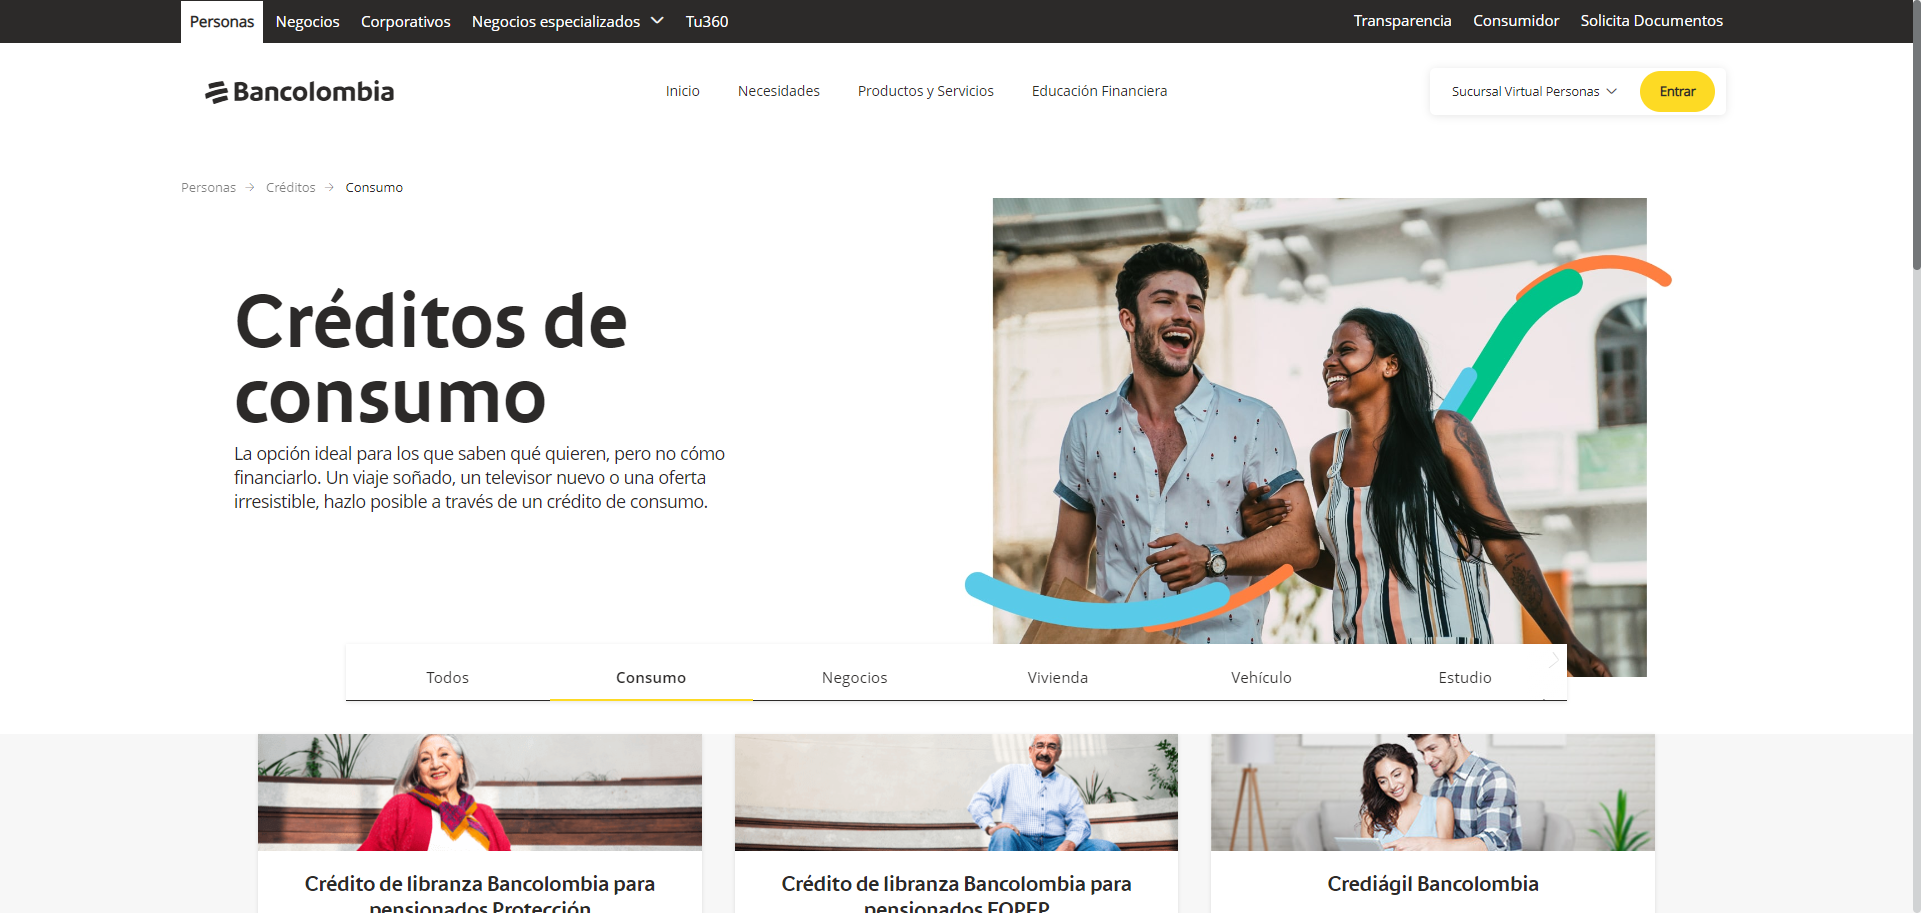 Personas Negocios Corporativos Negocios especializados Tu360 Transparencia Consumidor Solicita Documentos
Bancolombia Inicio Necesidades Productos y Servicios Educación Financiera Sucursal Virtual Personas Entrar
Personas Créditos Consumo
Créditos de
consumo
La opción ideal para los que saben qué quieren, pero no cómo
financiarlo. Un viaje soñado, un televisor nuevo o una oferta
irresistible, hazlo posible a través de un crédito de consumo.
Todos Consumo Negocios Vivienda Vehículo Estudio
Crédito de libranza Bancolombia para
pensionados Protección
Crédito de libranza Bancolombia para
pensionados FOPEP
Crediágil Bancolombia